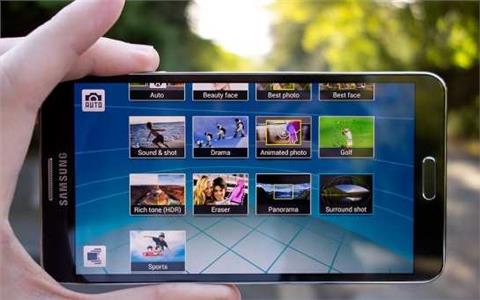 AUTO
Auto
Beauty face
Best photo
Best face
Sound & shot
Drama
Animated photo
Golf
Rich tone (HDR)
Eraser
Panorama
Surround shot
Sports
SAMSUNG